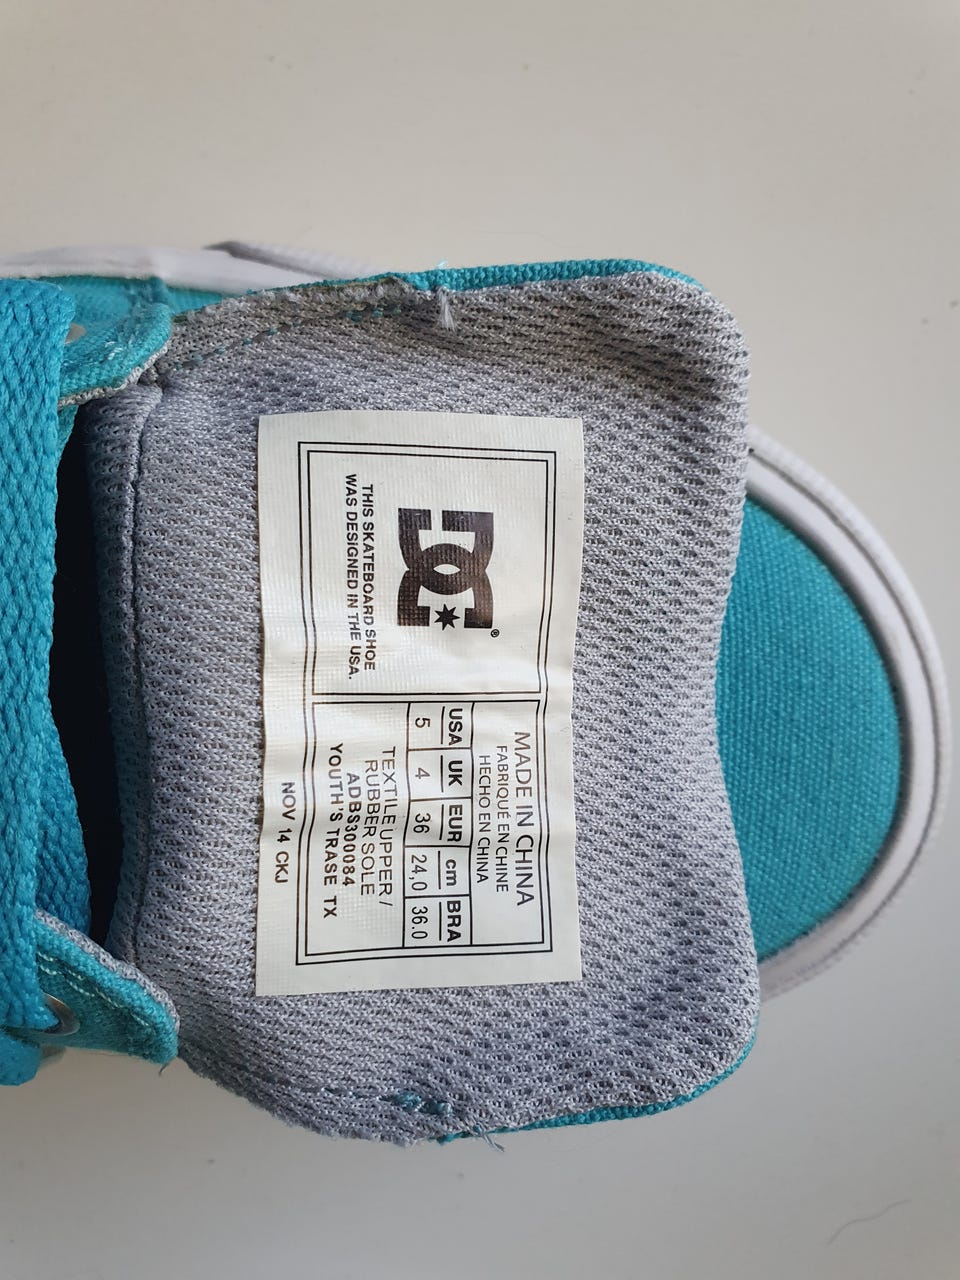 DC®
THIS SKATEBOARD SHOE
WAS DESIGNED IN THE USA.
MADE IN CHINA
FABRIQUÉ EN CHINE
HECHO EN CHINA
USA UK EUR cm BRA
5 4 36 24,0 36.0
TEXTILE UPPER /
RUBBER SOLE
ADBS300084
YOUTH'S TRASE TX
NOV 14 CKJ